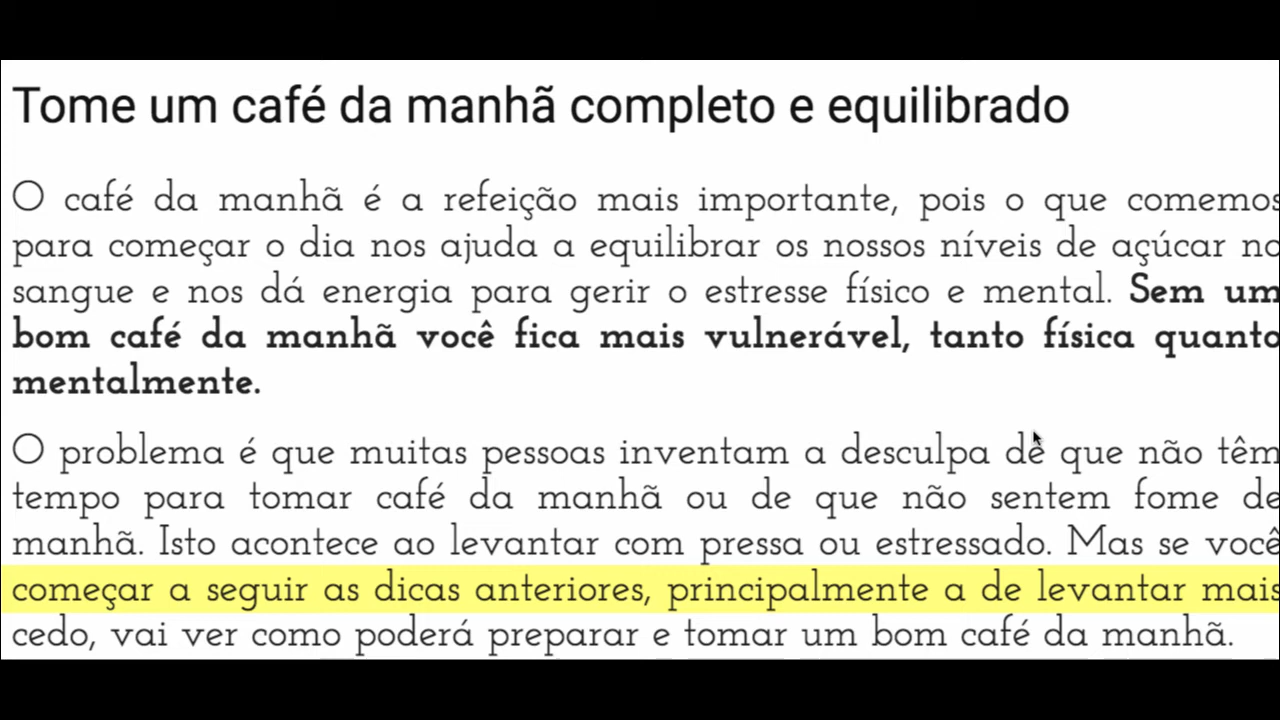 Tome um café da manhã completo e equilibrado
O café da manhã é a refeição mais importante, pois o que comemos
para começar o dia nos ajuda a equilibrar os nossos níveis de açúcar no
sangue e nos dá energia para gerir o estresse físico e mental. Sem um
bom café da manhã você fica mais vulnerável, tanto física quanto
mentalmente.
O problema é que muitas pessoas inventam a desculpa de que não têm
tempo para tomar café da manhã ou de que não sentem fome de
manhã. Isto acontece ao levantar com pressa ou estressado. Mas se você
começar a seguir as dicas anteriores, principalmente a de levantar mais
cedo, vai ver como poderá preparar e tomar um bom café da manhã.